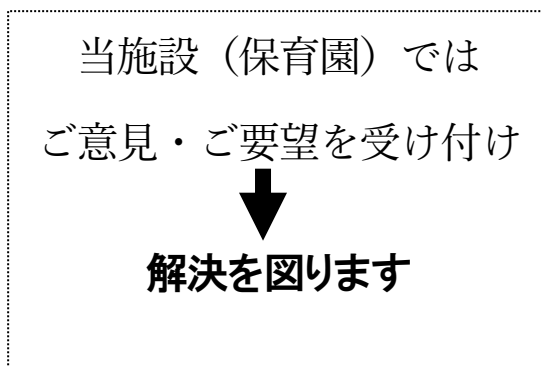 当施設（保育園）では
ご意見・ご要望を受け付け
解決を図ります